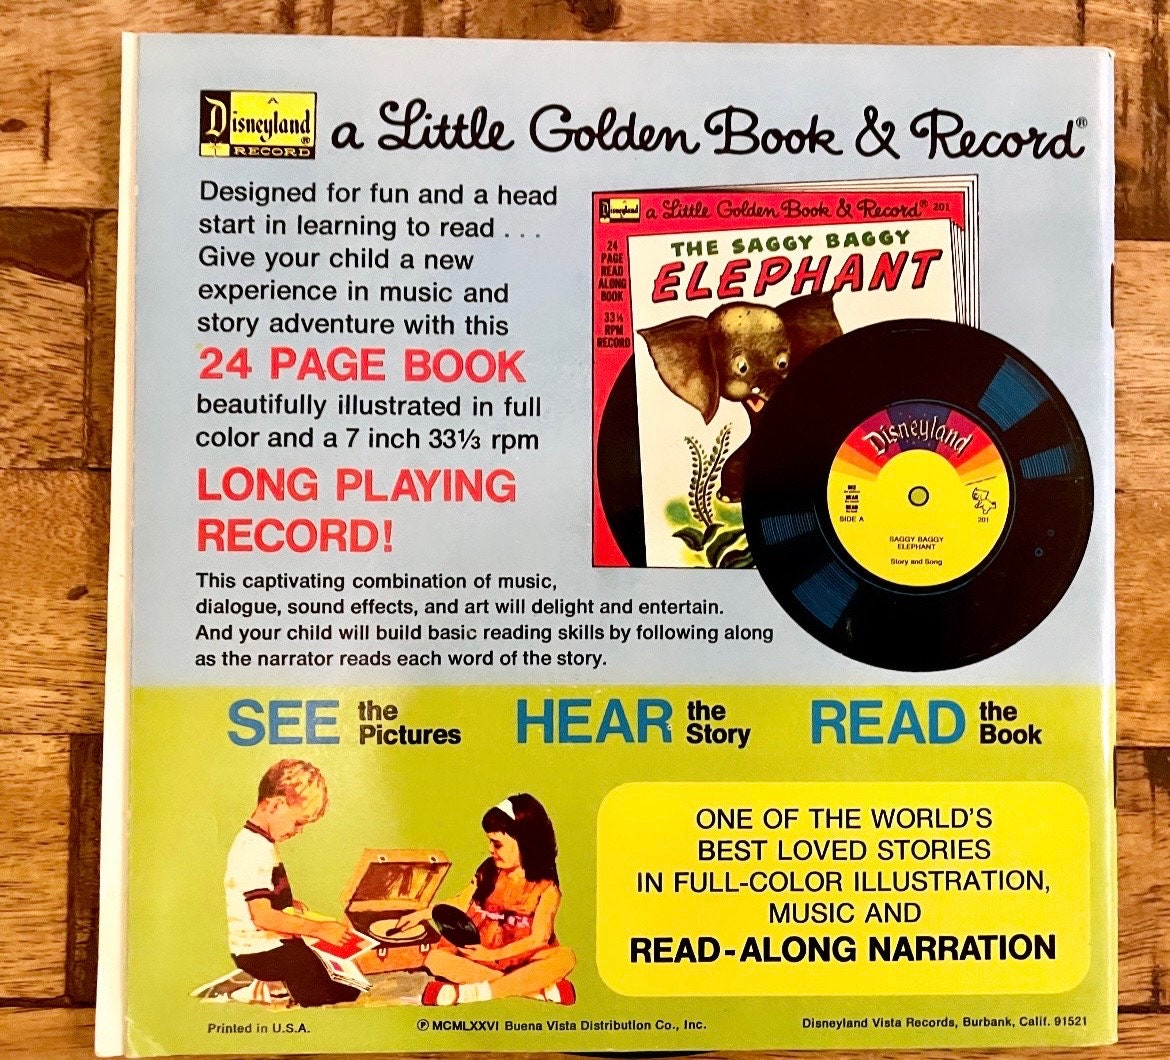 A
Disneyland®
RECORD
a Little Golden Book & Record®
Designed for fun and a head
start in learning to read . . .
Give your child a new
experience in music and
story adventure with this
24 PAGE BOOK
beautifully illustrated in full
color and a 7 inch 33⅓ rpm
LONG PLAYING
RECORD!
This captivating combination of music,
dialogue, sound effects, and art will delight and entertain.
And your child will build basic reading skills by following along
as the narrator reads each word of the story.
Disneyland
a Little Golden Book & Record® 201
24
PAGE
READ
ALONG
BOOK
33⅓
RPM
RECORD
THE SAGGY BAGGY
ELEPHANT
Disneyland
SEE
HEAR
READ
SIDE A
201
SAGGY BAGGY
ELEPHANT
Story and Song
SEE the Pictures
HEAR the Story
READ the Book
ONE OF THE WORLD'S
BEST LOVED STORIES
IN FULL-COLOR ILLUSTRATION,
MUSIC AND
READ-ALONG NARRATION
Printed in U.S.A.
Ⓟ MCMLXXVI Buena Vista Distribution Co., Inc.
Disneyland Vista Records, Burbank, Calif. 91521